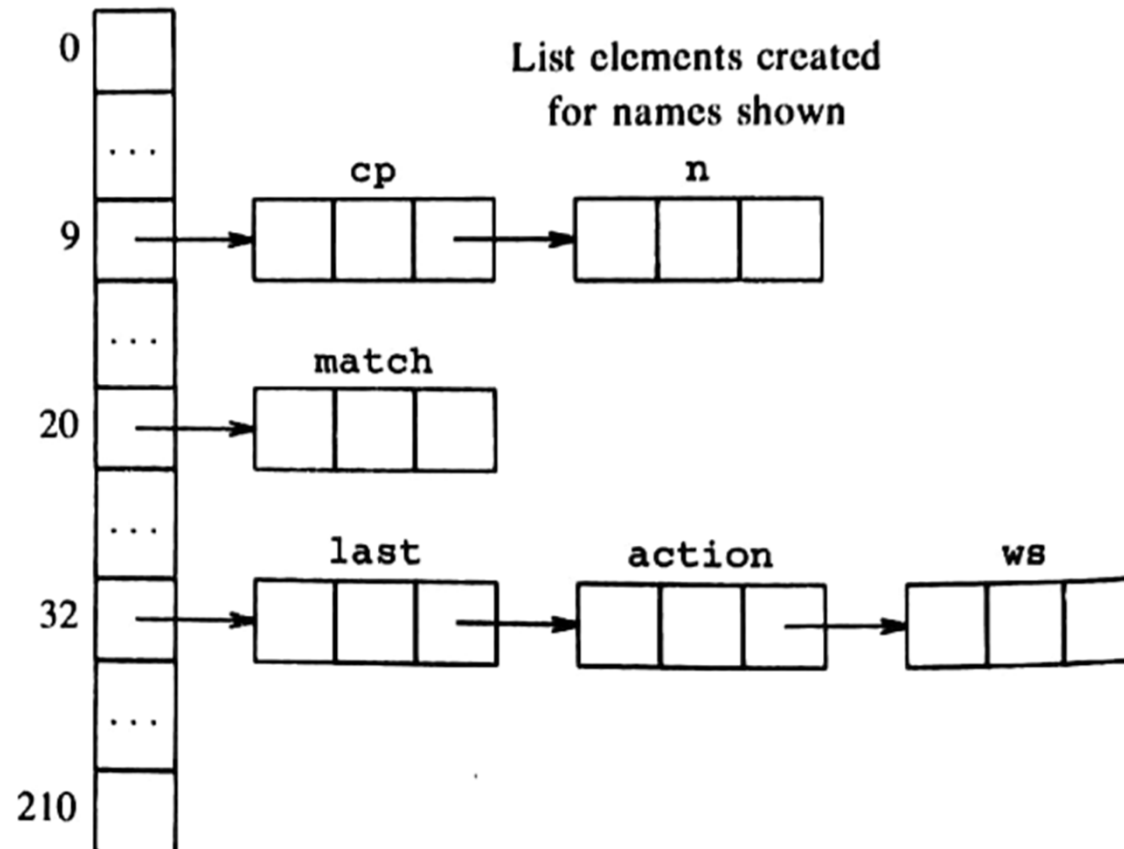 0
List elements created
for names shown
...
cp n
9
...
match
20
...
last action ws
32
...
210